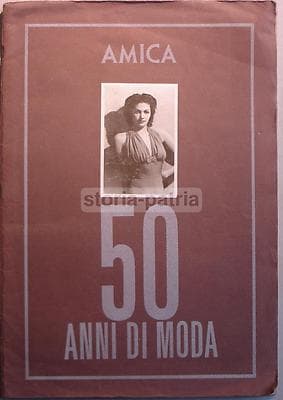 AMICA
storia-patria
50
ANNI DI MODA